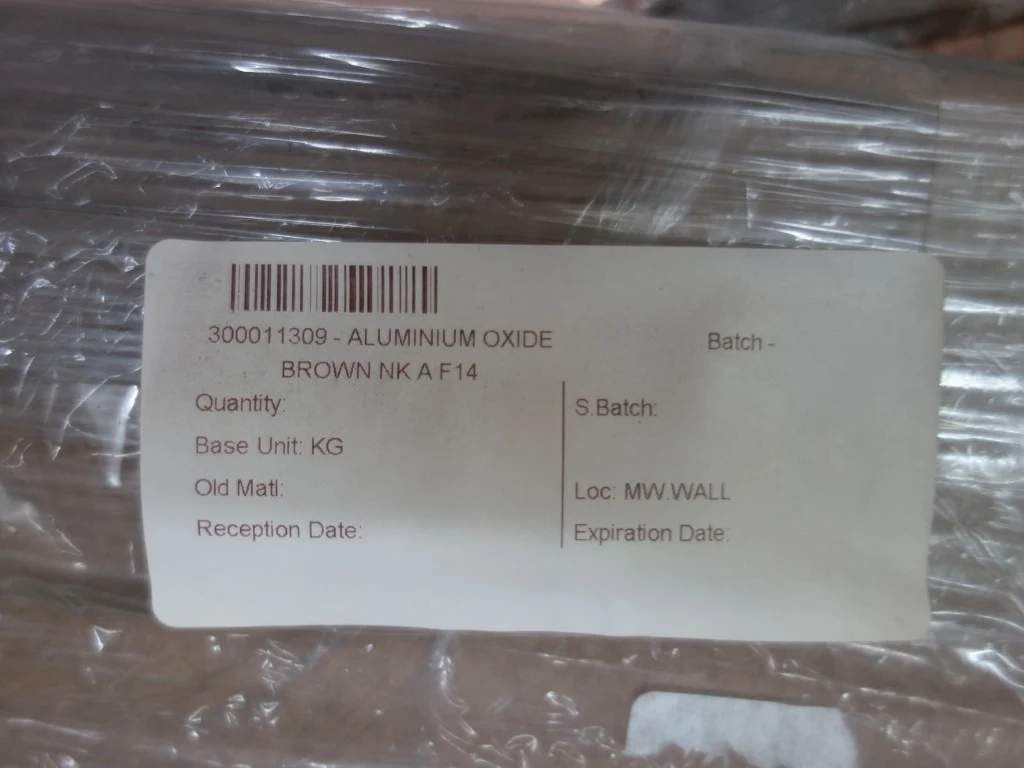 300011309 - ALUMINIUM OXIDE
BROWN NK A F14
Batch -
Quantity:
S.Batch:
Base Unit: KG
Old Matl:
Loc: MW.WALL
Reception Date:
Expiration Date: